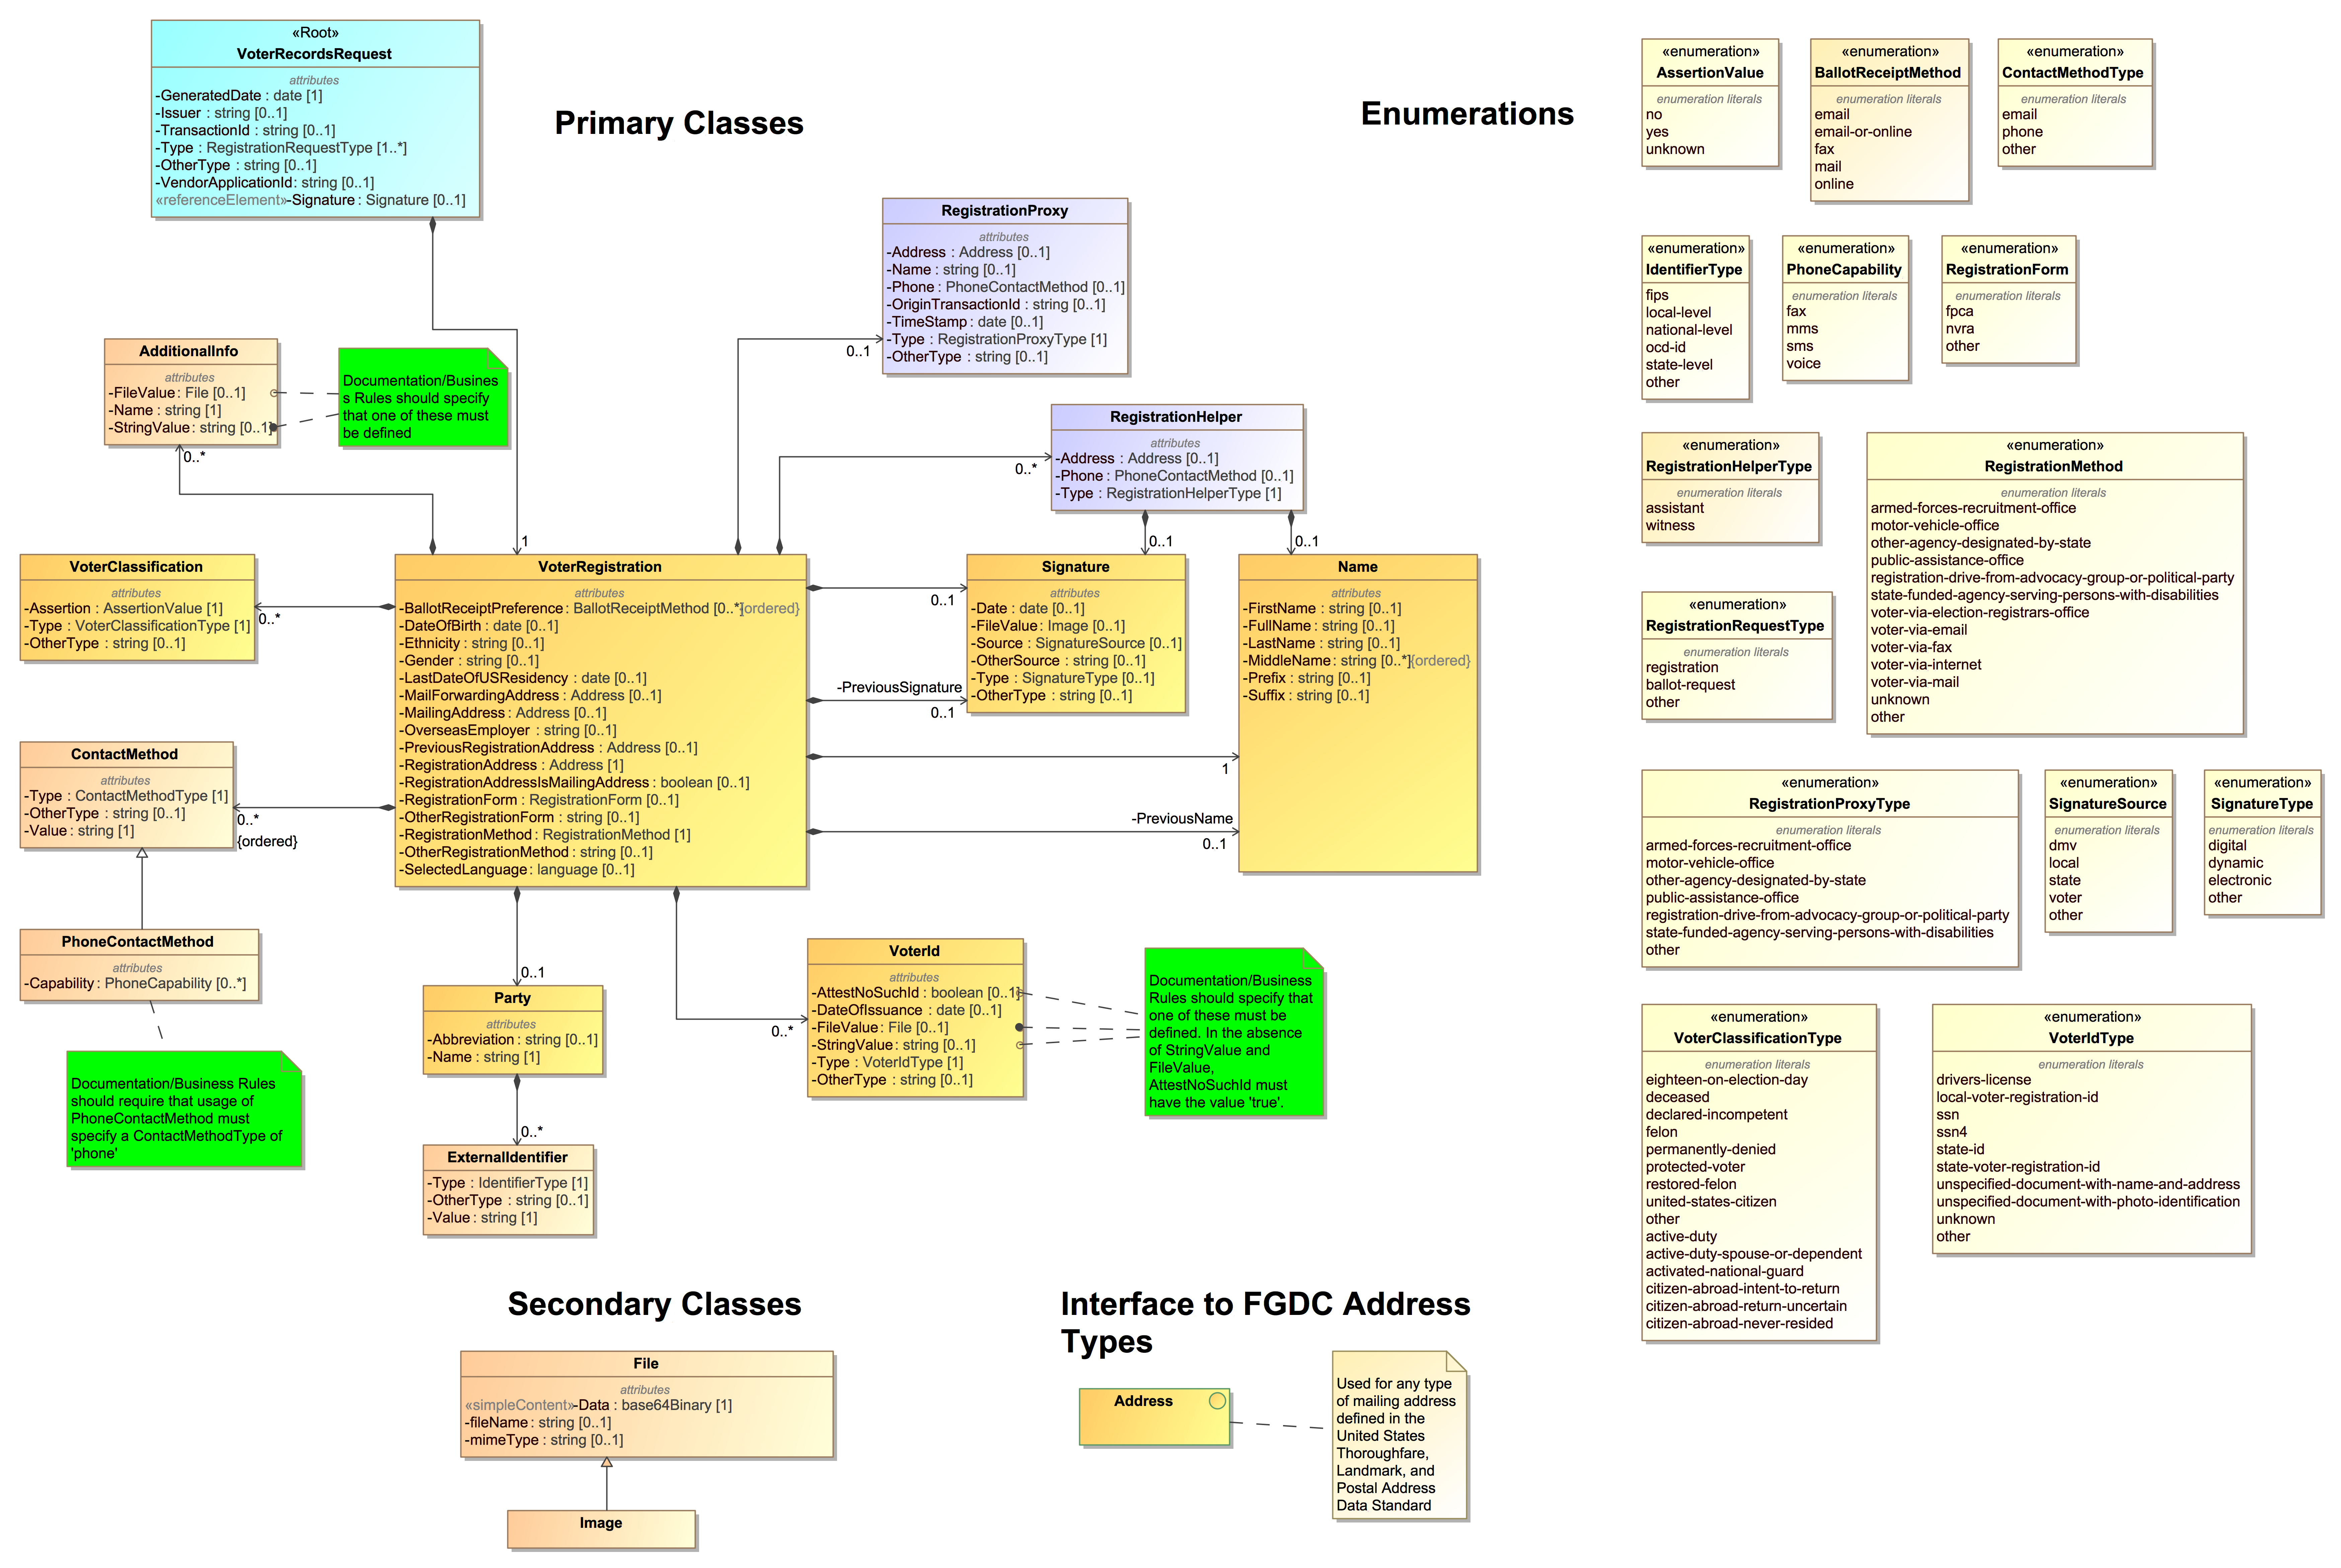 «Root»
VoterRecordsRequest
attributes
-GeneratedDate : date [1]
-Issuer : string [0..1]
-TransactionId : string [0..1]
-Type : RegistrationRequestType [1..*]
-OtherType : string [0..1]
-VendorApplicationId : string [0..1]
«referenceElement»-Signature : Signature [0..1]
Primary Classes
RegistrationProxy
attributes
-Address : Address [0..1]
-Name : string [0..1]
-Phone : PhoneContactMethod [0..1]
-OriginTransactionId : string [0..1]
-TimeStamp : date [0..1]
-Type : RegistrationProxyType [1]
-OtherType : string [0..1]
0..1
AdditionalInfo
attributes
-FileValue : File [0..1]
-Name : string [1]
-StringValue : string [0..1]
0..*
Documentation/Busines
s Rules should specify
that one of these must
be defined
RegistrationHelper
attributes
-Address : Address [0..1]
-Phone : PhoneContactMethod [0..1]
-Type : RegistrationHelperType [1]
0..*
0..1
0..1
1
VoterClassification
attributes
-Assertion : AssertionValue [1]
-Type : VoterClassificationType [1]
-OtherType : string [0..1]
0..*
VoterRegistration
attributes
-BallotReceiptPreference : BallotReceiptMethod [0..*]{ordered}
-DateOfBirth : date [0..1]
-Ethnicity : string [0..1]
-Gender : string [0..1]
-LastDateOfUSResidency : date [0..1]
-MailForwardingAddress : Address [0..1]
-MailingAddress : Address [0..1]
-OverseasEmployer : string [0..1]
-PreviousRegistrationAddress : Address [0..1]
-RegistrationAddress : Address [1]
-RegistrationAddressIsMailingAddress : boolean [0..1]
-RegistrationForm : RegistrationForm [0..1]
-OtherRegistrationForm : string [0..1]
-RegistrationMethod : RegistrationMethod [1]
-OtherRegistrationMethod : string [0..1]
-SelectedLanguage : language [0..1]
0..1
-PreviousSignature
0..1
1
-PreviousName
0..1
Signature
attributes
-Date : date [0..1]
-FileValue : Image [0..1]
-Source : SignatureSource [0..1]
-OtherSource : string [0..1]
-Type : SignatureType [0..1]
-OtherType : string [0..1]
Name
attributes
-FirstName : string [0..1]
-FullName : string [0..1]
-LastName : string [0..1]
-MiddleName : string [0..*]{ordered}
-Prefix : string [0..1]
-Suffix : string [0..1]
ContactMethod
attributes
-Type : ContactMethodType [1]
-OtherType : string [0..1]
-Value : string [1]
0..*
{ordered}
PhoneContactMethod
attributes
-Capability : PhoneCapability [0..*]
Documentation/Business Rules
should require that usage of
PhoneContactMethod must
specify a ContactMethodType of
'phone'
0..1
Party
attributes
-Abbreviation : string [0..1]
-Name : string [1]
0..*
ExternalIdentifier
attributes
-Type : IdentifierType [1]
-OtherType : string [0..1]
-Value : string [1]
0..*
VoterId
attributes
-AttestNoSuchId : boolean [0..1]
-DateOfIssuance : date [0..1]
-FileValue : File [0..1]
-StringValue : string [0..1]
-Type : VoterIdType [1]
-OtherType : string [0..1]
Documentation/Business
Rules should specify that
one of these must be
defined. In the absence
of StringValue and
FileValue,
AttestNoSuchId must
have the value 'true'.
Secondary Classes
File
attributes
«simpleContent»-Data : base64Binary [1]
-fileName : string [0..1]
-mimeType : string [0..1]
Image
Interface to FGDC Address
Types
Address
Used for any type
of mailing address
defined in the
United States
Thoroughfare,
Landmark, and
Postal Address
Data Standard
Enumerations
«enumeration»
AssertionValue
enumeration literals
no
yes
unknown
«enumeration»
BallotReceiptMethod
enumeration literals
email
email-or-online
fax
mail
online
«enumeration»
ContactMethodType
enumeration literals
email
phone
other
«enumeration»
IdentifierType
enumeration literals
fips
local-level
national-level
ocd-id
state-level
other
«enumeration»
PhoneCapability
enumeration literals
fax
mms
sms
voice
«enumeration»
RegistrationForm
enumeration literals
fpca
nvra
other
«enumeration»
RegistrationHelperType
enumeration literals
assistant
witness
«enumeration»
RegistrationMethod
enumeration literals
armed-forces-recruitment-office
motor-vehicle-office
other-agency-designated-by-state
public-assistance-office
registration-drive-from-advocacy-group-or-political-party
state-funded-agency-serving-persons-with-disabilities
voter-via-election-registrars-office
voter-via-email
voter-via-fax
voter-via-internet
voter-via-mail
unknown
other
«enumeration»
RegistrationRequestType
enumeration literals
registration
ballot-request
other
«enumeration»
RegistrationProxyType
enumeration literals
armed-forces-recruitment-office
motor-vehicle-office
other-agency-designated-by-state
public-assistance-office
registration-drive-from-advocacy-group-or-political-party
state-funded-agency-serving-persons-with-disabilities
other
«enumeration»
SignatureSource
enumeration literals
dmv
local
state
voter
other
«enumeration»
SignatureType
enumeration literals
digital
dynamic
electronic
other
«enumeration»
VoterClassificationType
enumeration literals
eighteen-on-election-day
deceased
declared-incompetent
felon
permanently-denied
protected-voter
restored-felon
united-states-citizen
other
active-duty
active-duty-spouse-or-dependent
activated-national-guard
citizen-abroad-intent-to-return
citizen-abroad-return-uncertain
citizen-abroad-never-resided
«enumeration»
VoterIdType
enumeration literals
drivers-license
local-voter-registration-id
ssn
ssn4
state-id
state-voter-registration-id
unspecified-document-with-name-and-address
unspecified-document-with-photo-identification
unknown
other